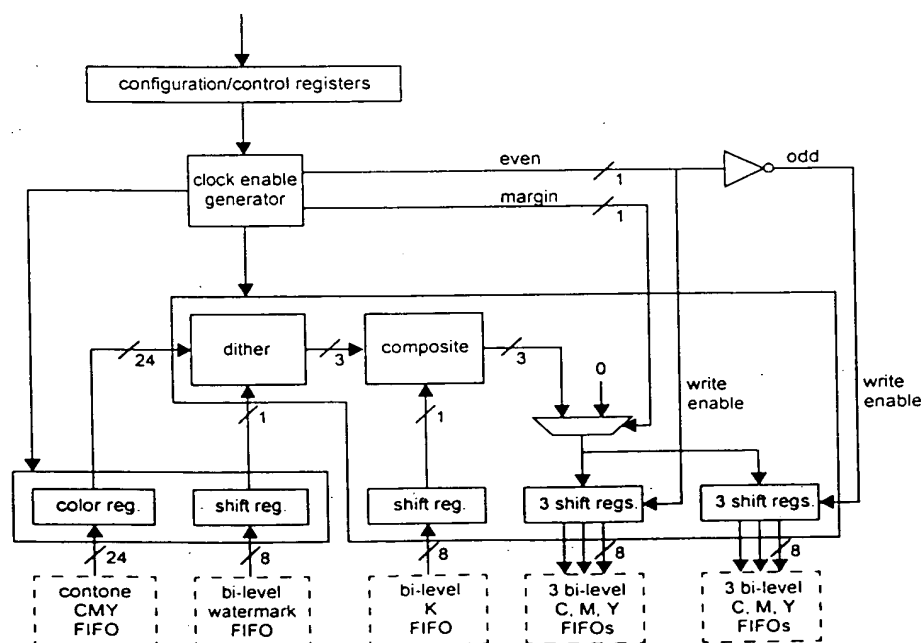 configuration/control registers
even
odd
1
clock enable
generator
margin
1
24
dither
3
composite
3
0
1
1
write
enable
write
enable
color reg.
shift reg.
shift reg.
3 shift regs.
3 shift regs.
24
8
8
8
8
contone
CMY
FIFO
bi-level
watermark
FIFO
bi-level
K
FIFO
3 bi-level
C, M, Y
FIFOs
3 bi-level
C, M, Y
FIFOs